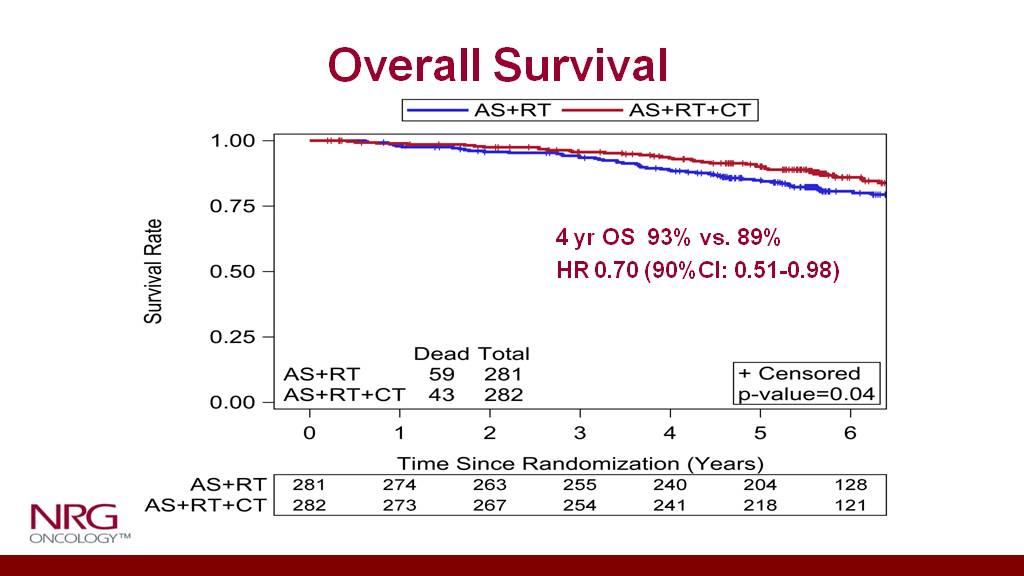 Overall Survival
AS+RT AS+RT+CT
1.00
0.75
0.50
0.25
0.00
Survival Rate
4 yr OS 93% vs. 89%
HR 0.70 (90%CI: 0.51-0.98)
Dead Total
AS+RT 59 281
AS+RT+CT 43 282
+ Censored
p-value=0.04
0 1 2 3 4 5 6
Time Since Randomization (Years)
AS+RT 281 274 263 255 240 204 128
AS+RT+CT 282 273 267 254 241 218 121
NRG
ONCOLOGY™